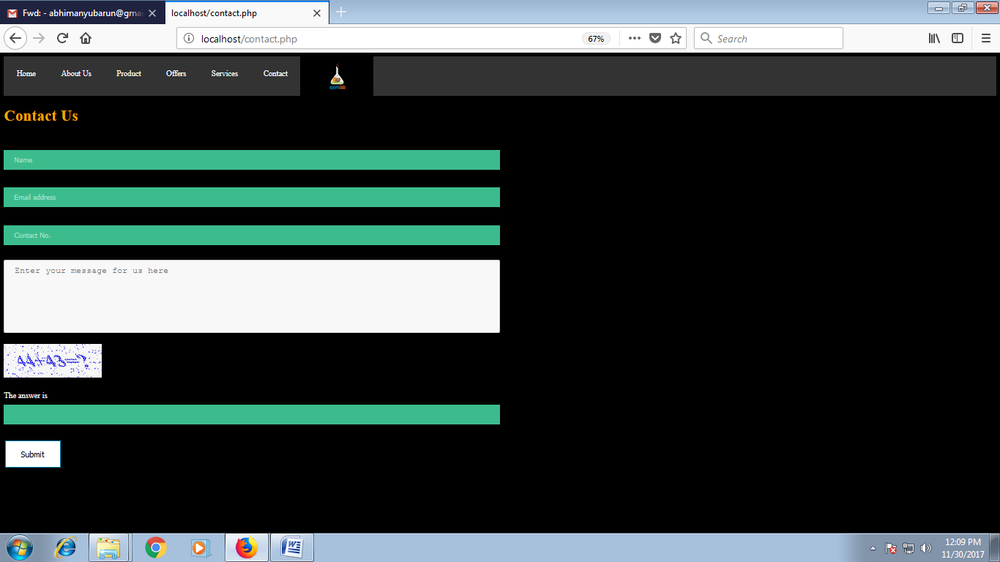 Fwd: - abhimanyubarun@gmai
localhost/contact.php
localhost/contact.php
67%
Search
Home
About Us
Product
Offers
Services
Contact
sportslab
Contact Us
Name
Email address
Contact No.
Enter your message for us here
44+43=?
The answer is
Submit
12:09 PM
11/30/2017